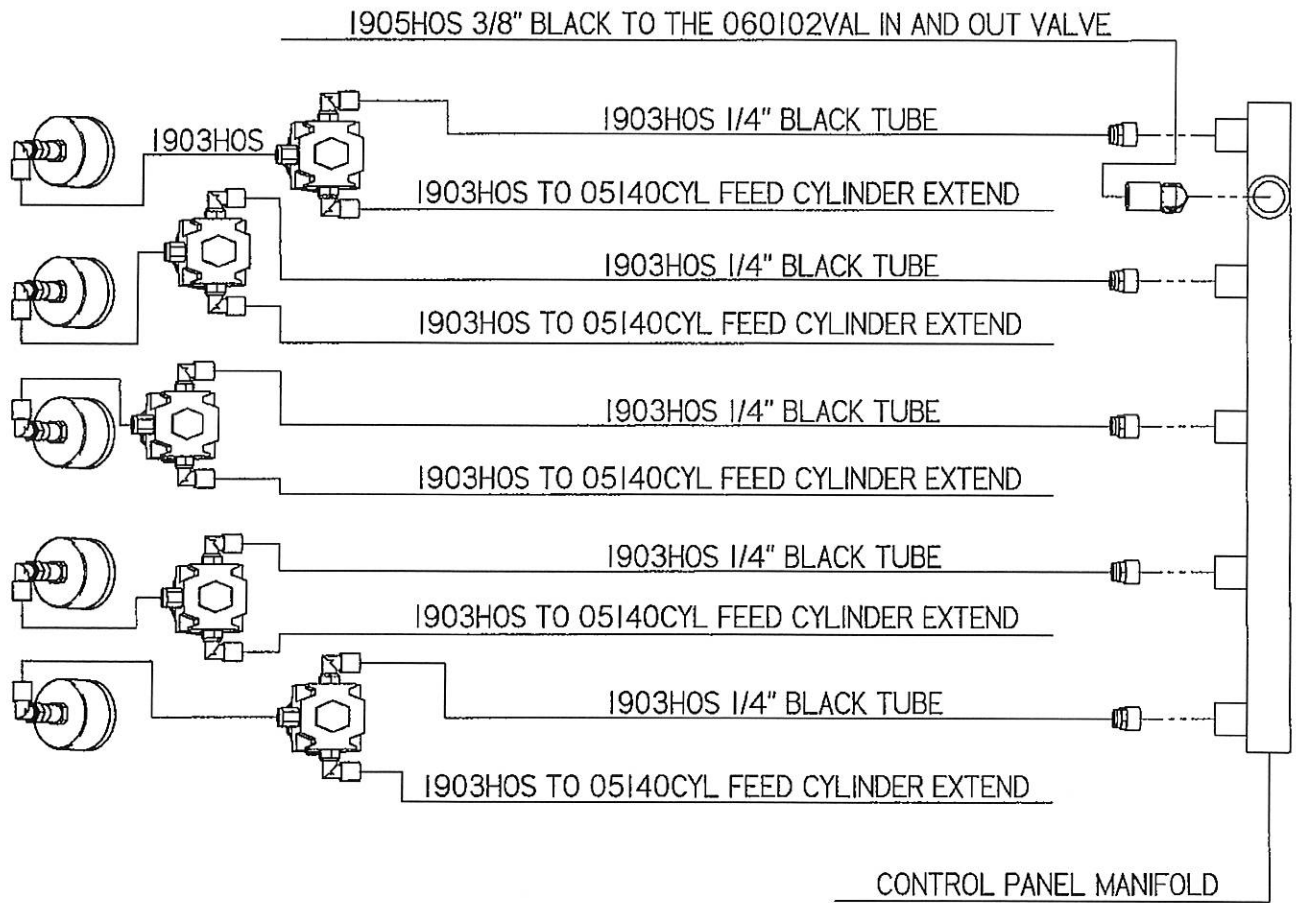 1905HOS 3/8" BLACK TO THE 060102VAL IN AND OUT VALVE
1903HOS 1/4" BLACK TUBE
1903HOS
1903HOS TO 05140CYL FEED CYLINDER EXTEND
1903HOS 1/4" BLACK TUBE
1903HOS TO 05140CYL FEED CYLINDER EXTEND
1903HOS 1/4" BLACK TUBE
1903HOS TO 05140CYL FEED CYLINDER EXTEND
1903HOS 1/4" BLACK TUBE
1903HOS TO 05140CYL FEED CYLINDER EXTEND
1903HOS 1/4" BLACK TUBE
1903HOS TO 05140CYL FEED CYLINDER EXTEND
CONTROL PANEL MANIFOLD